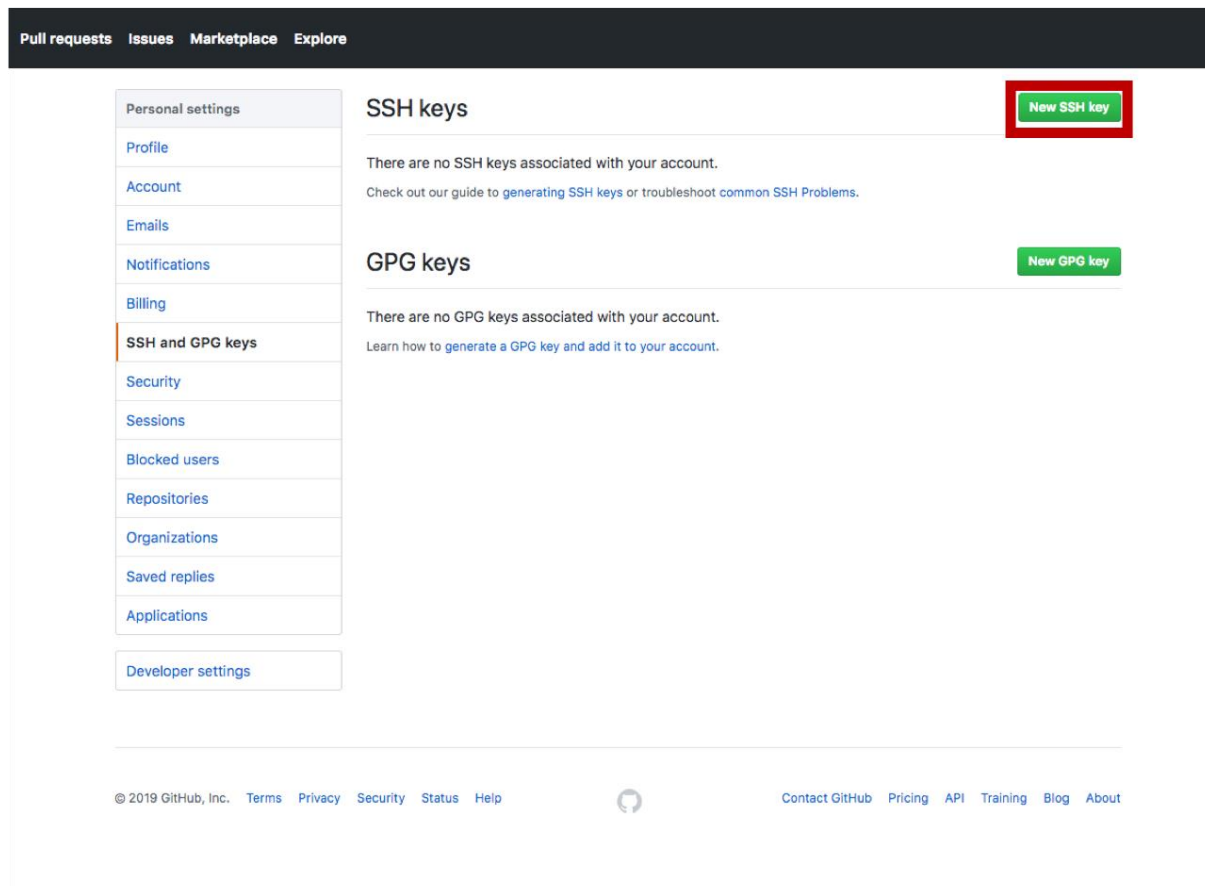 Pull requests Issues Marketplace Explore
Personal settings
Profile
Account
Emails
Notifications
Billing
SSH and GPG keys
Security
Sessions
Blocked users
Repositories
Organizations
Saved replies
Applications
Developer settings
SSH keys
New SSH key
There are no SSH keys associated with your account.
Check out our guide to generating SSH keys or troubleshoot common SSH Problems.
GPG keys
New GPG key
There are no GPG keys associated with your account.
Learn how to generate a GPG key and add it to your account.
© 2019 GitHub, Inc. Terms Privacy Security Status Help Contact GitHub Pricing API Training Blog About